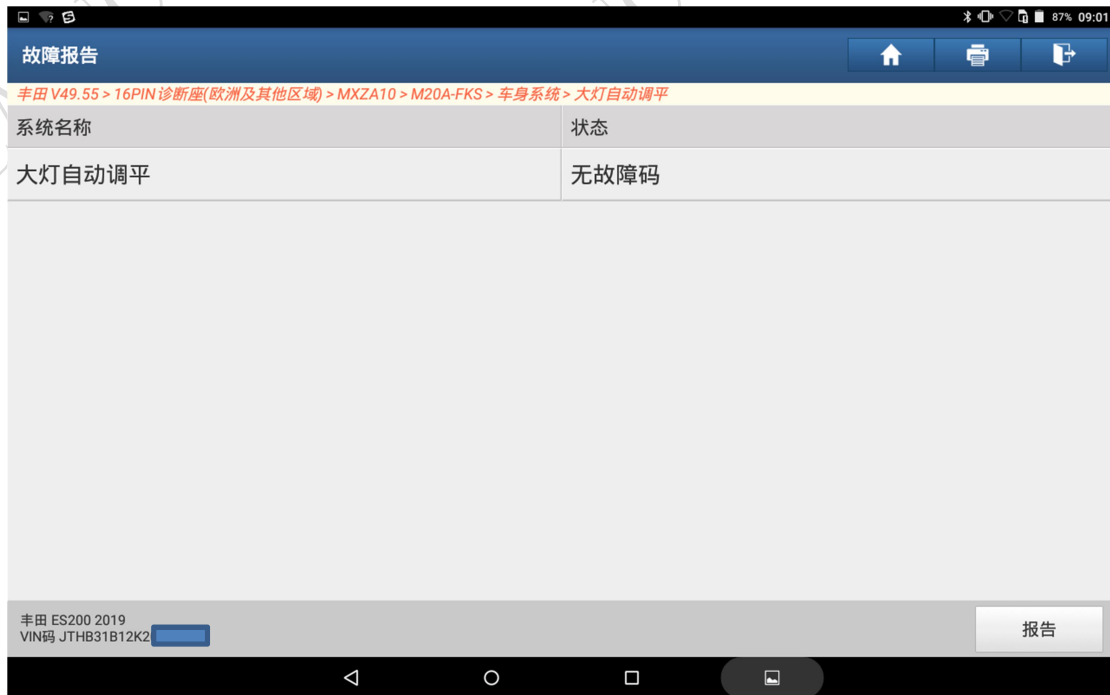 87% 09:01
故障报告
丰田 V49.55 > 16PIN诊断座(欧洲及其他区域) > MXZA10 > M20A-FKS > 车身系统 > 大灯自动调平
系统名称 状态
大灯自动调平 无故障码
丰田 ES200 2019
VIN码 JTHB31B12K2
报告